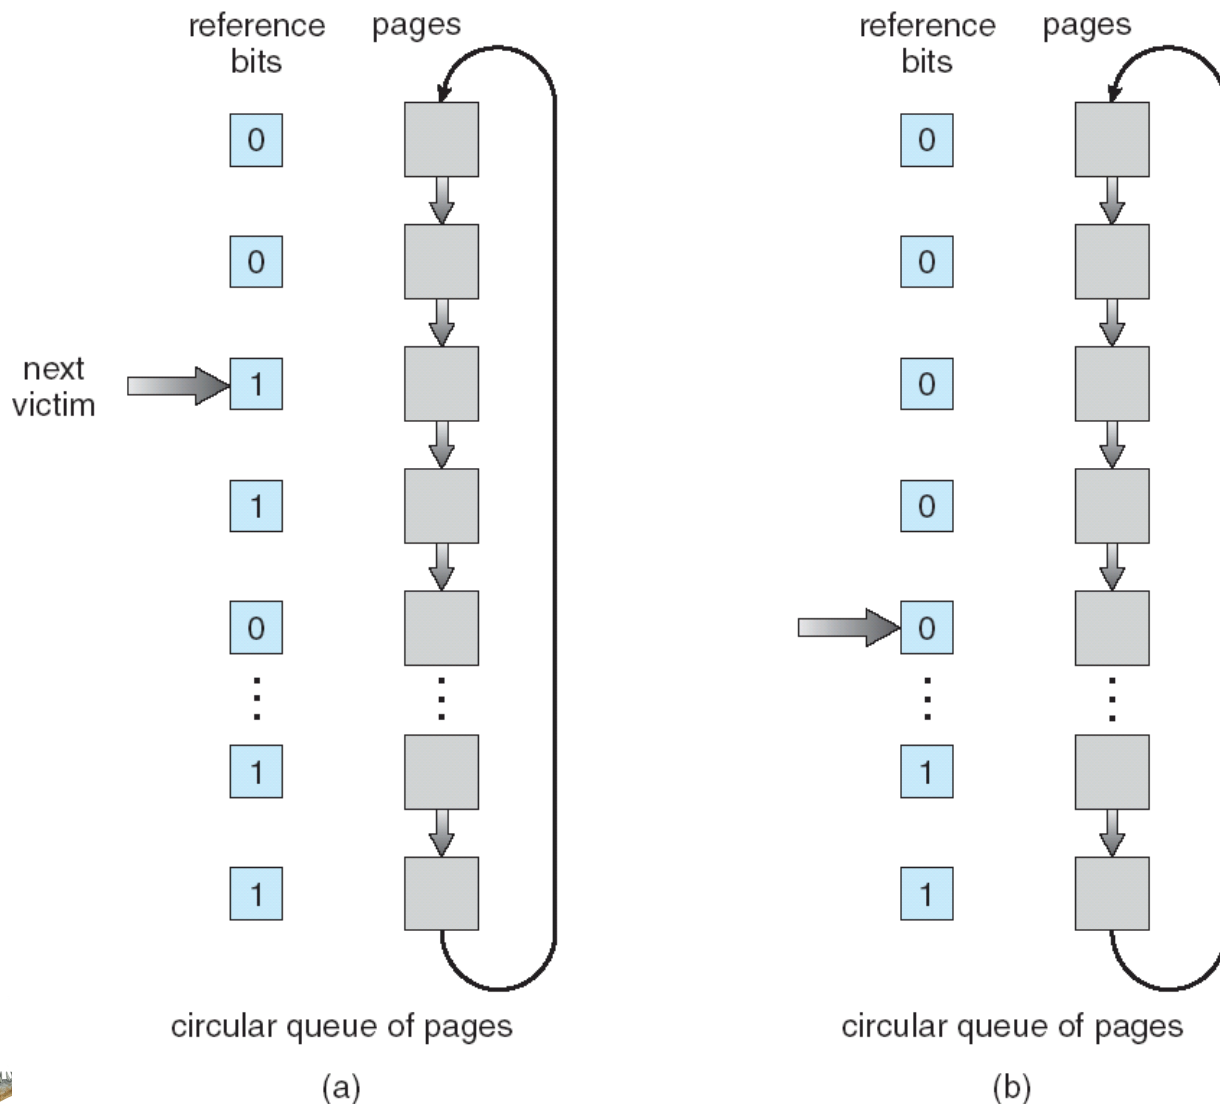 reference bits
pages
0
0
next victim
1
1
0
1
1
circular queue of pages
(a)
reference bits
pages
0
0
0
0
0
1
1
circular queue of pages
(b)